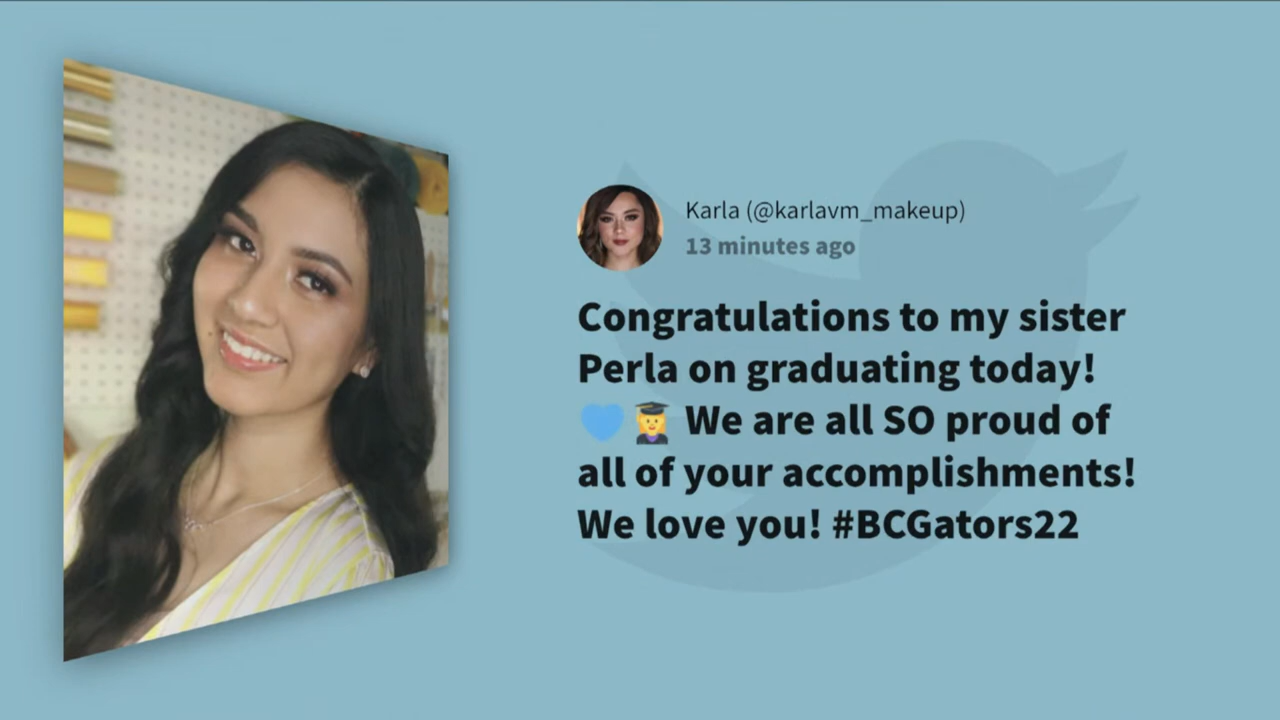 Karla (@karlavm_makeup)
13 minutes ago
Congratulations to my sister
Perla on graduating today!
💙🧑‍🎓 We are all SO proud of
all of your accomplishments!
We love you! #BCGators22